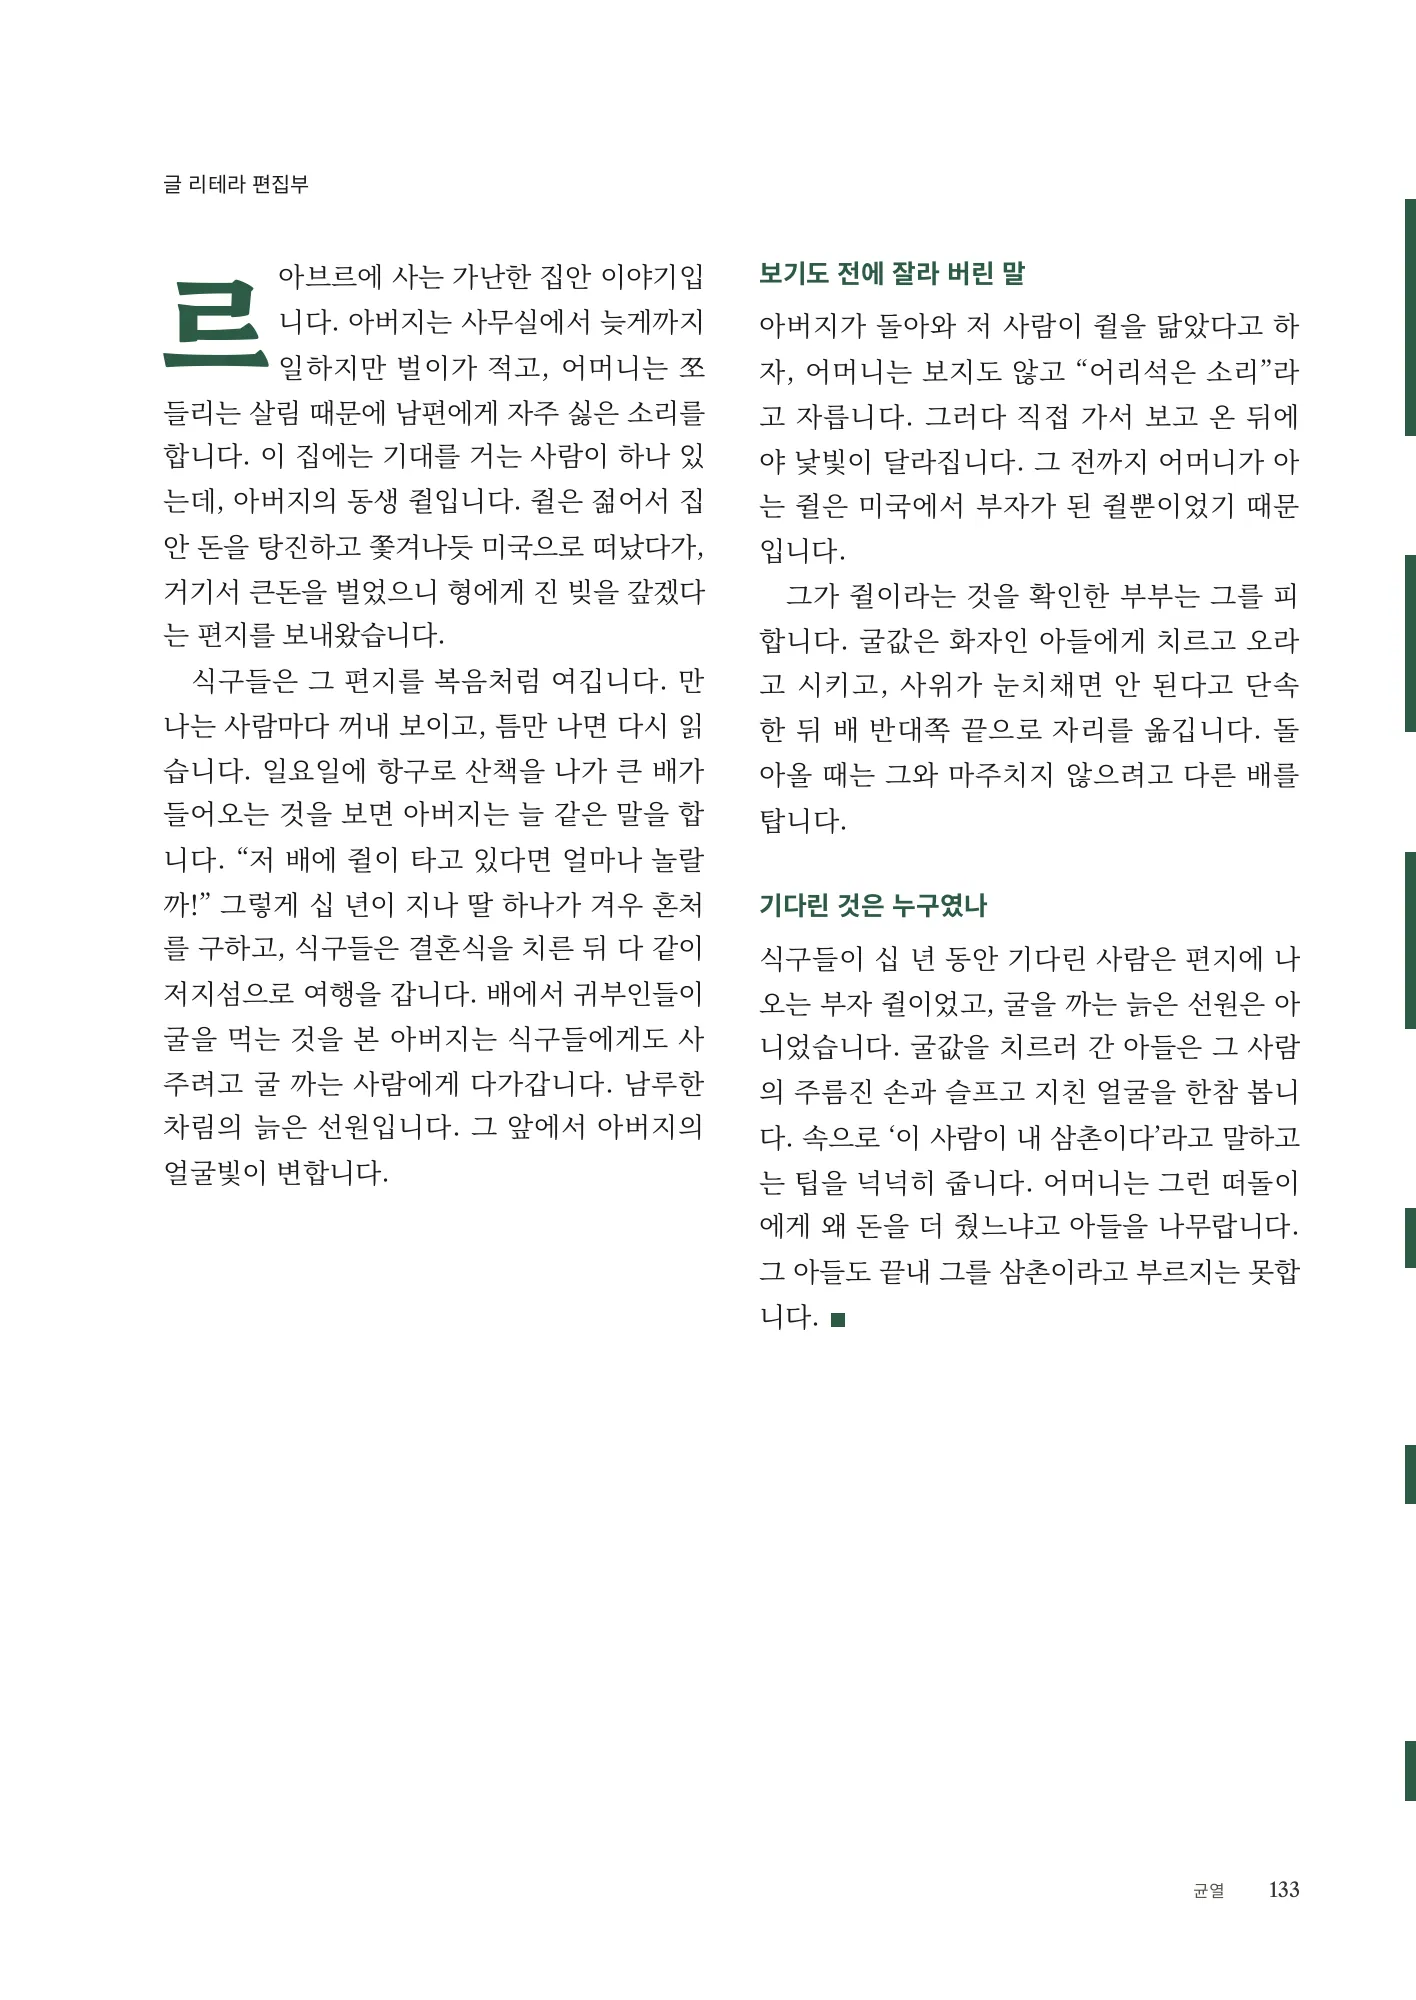 글 리테라 편집부
르아브르에 사는 가난한 집안 이야기입
니다. 아버지는 사무실에서 늦게까지
일하지만 벌이가 적고, 어머니는 쪼
들리는 살림 때문에 남편에게 자주 싫은 소리를
합니다. 이 집에는 기대를 거는 사람이 하나 있
는데, 아버지의 동생 쥘입니다. 쥘은 젊어서 집
안 돈을 탕진하고 쫓겨나듯 미국으로 떠났다가,
거기서 큰돈을 벌었으니 형에게 진 빚을 갚겠다
는 편지를 보내왔습니다.
식구들은 그 편지를 복음처럼 여깁니다. 만
나는 사람마다 꺼내 보이고, 틈만 나면 다시 읽
습니다. 일요일에 항구로 산책을 나가 큰 배가
들어오는 것을 보면 아버지는 늘 같은 말을 합
니다. “저 배에 쥘이 타고 있다면 얼마나 놀랄
까!” 그렇게 십 년이 지나 딸 하나가 겨우 혼처
를 구하고, 식구들은 결혼식을 치른 뒤 다 같이
저지섬으로 여행을 갑니다. 배에서 귀부인들이
굴을 먹는 것을 본 아버지는 식구들에게도 사
주려고 굴 까는 사람에게 다가갑니다. 남루한
차림의 늙은 선원입니다. 그 앞에서 아버지의
얼굴빛이 변합니다.
보기도 전에 잘라 버린 말
아버지가 돌아와 저 사람이 쥘을 닮았다고 하
자, 어머니는 보지도 않고 “어리석은 소리”라
고 자릅니다. 그러다 직접 가서 보고 온 뒤에
야 낯빛이 달라집니다. 그 전까지 어머니가 아
는 쥘은 미국에서 부자가 된 쥘뿐이었기 때문
입니다.
그가 쥘이라는 것을 확인한 부부는 그를 피
합니다. 굴값은 화자인 아들에게 치르고 오라
고 시키고, 사위가 눈치채면 안 된다고 단속
한 뒤 배 반대쪽 끝으로 자리를 옮깁니다. 돌
아올 때는 그와 마주치지 않으려고 다른 배를
탑니다.
기다린 것은 누구였나
식구들이 십 년 동안 기다린 사람은 편지에 나
오는 부자 쥘이었고, 굴을 까는 늙은 선원은 아
니었습니다. 굴값을 치르러 간 아들은 그 사람
의 주름진 손과 슬프고 지친 얼굴을 한참 봅니
다. 속으로 ‘이 사람이 내 삼촌이다’라고 말하고
는 팁을 넉넉히 줍니다. 어머니는 그런 떠돌이
에게 왜 돈을 더 줬느냐고 아들을 나무랍니다.
그 아들도 끝내 그를 삼촌이라고 부르지는 못합
니다. ■
균열 133